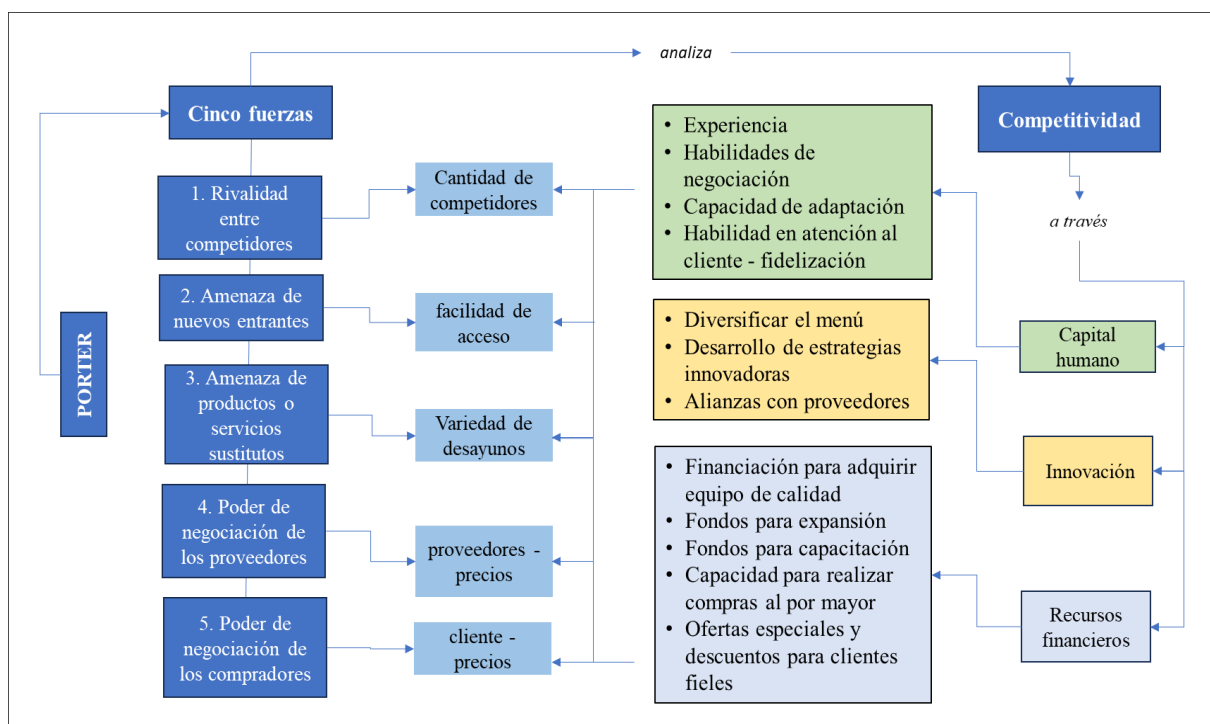 analiza
Cinco fuerzas
Competitividad
PORTER
1. Rivalidad
entre
competidores
2. Amenaza de
nuevos entrantes
3. Amenaza de
productos o
servicios
sustitutos
4. Poder de
negociación de
los proveedores
5. Poder de
negociación de
los compradores
Cantidad de
competidores
facilidad de
acceso
Variedad de
desayunos
proveedores -
precios
cliente -
precios
• Experiencia
• Habilidades de
negociación
• Capacidad de adaptación
• Habilidad en atención al
cliente - fidelización
• Diversificar el menú
• Desarrollo de estrategias
innovadoras
• Alianzas con proveedores
• Financiación para adquirir
equipo de calidad
• Fondos para expansión
• Fondos para capacitación
• Capacidad para realizar
compras al por mayor
• Ofertas especiales y
descuentos para clientes
fieles
a través
Capital
humano
Innovación
Recursos
financieros